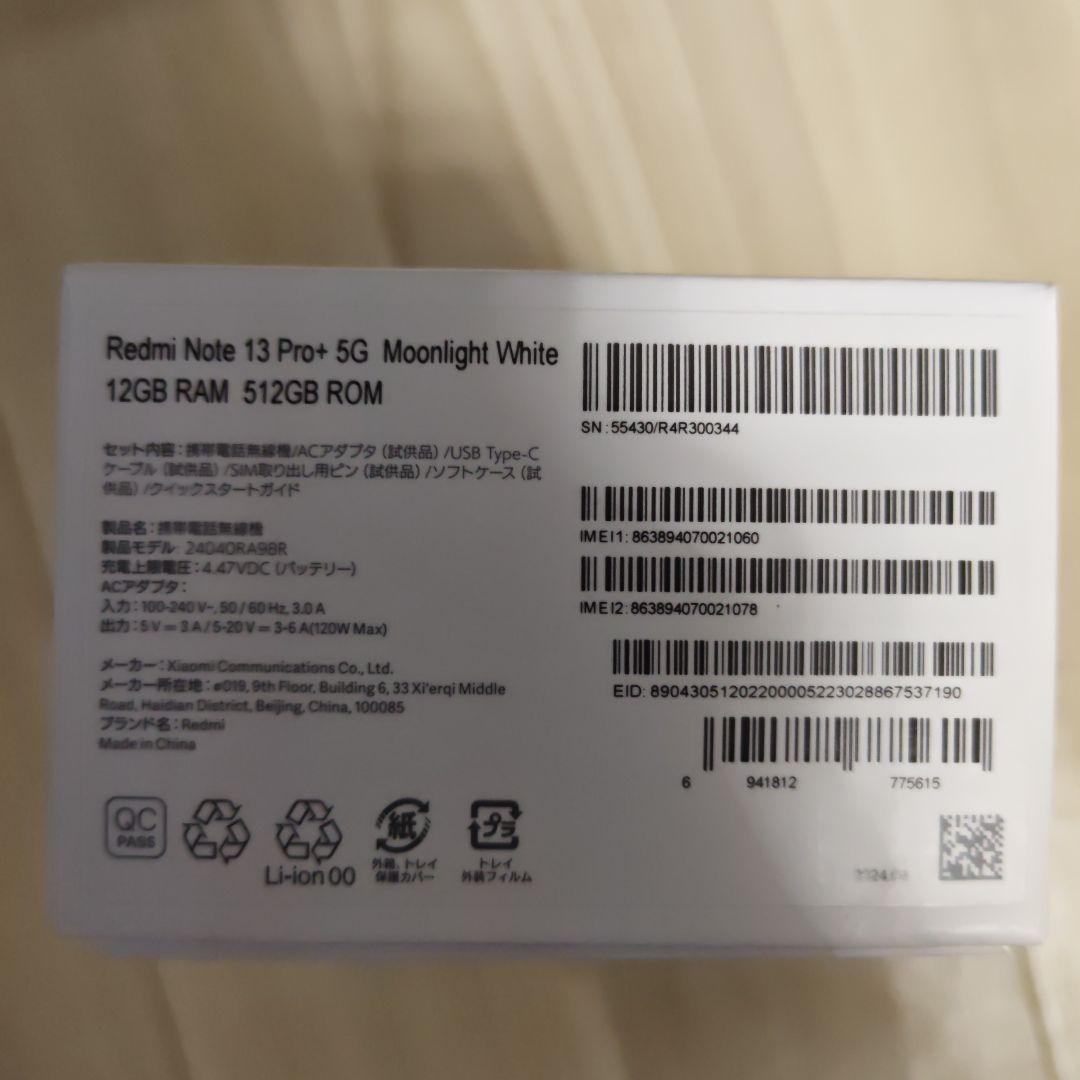 Redmi Note 13 Pro+ 5G Moonlight White
12GB RAM 512GB ROM
セット内容：携帯電話無線機/ACアダプタ（試供品）/USB Type-C
ケーブル（試供品）/SIM取り出し用ピン（試供品）/ソフトケース（試
供品）/クイックスタートガイド
製品名：携帯電話無線機
製品モデル: 24040RA98R
充電上限電圧：4.47VDC (バッテリー)
ACアダプタ：
入力：100-240 V~, 50 / 60 Hz, 3.0 A
出力：5 V = 3 A / 5-20 V = 3-6 A(120W Max)
メーカー：Xiaomi Communications Co., Ltd.
メーカー所在地：#019, 9th Floor, Building 6, 33 Xi'erqi Middle
Road, Haidian District, Beijing, China, 100085
ブランド名：Redmi
Made in China
QC
PASS
Li-ion 00
紙
外箱、トレイ
保護カバー
プラ
トレイ
外装フィルム
SN : 55430/R4R300344
IMEI1: 863894070021060
IMEI2: 863894070021078
EID: 89043051202200005223028867537190
6 941812 775615